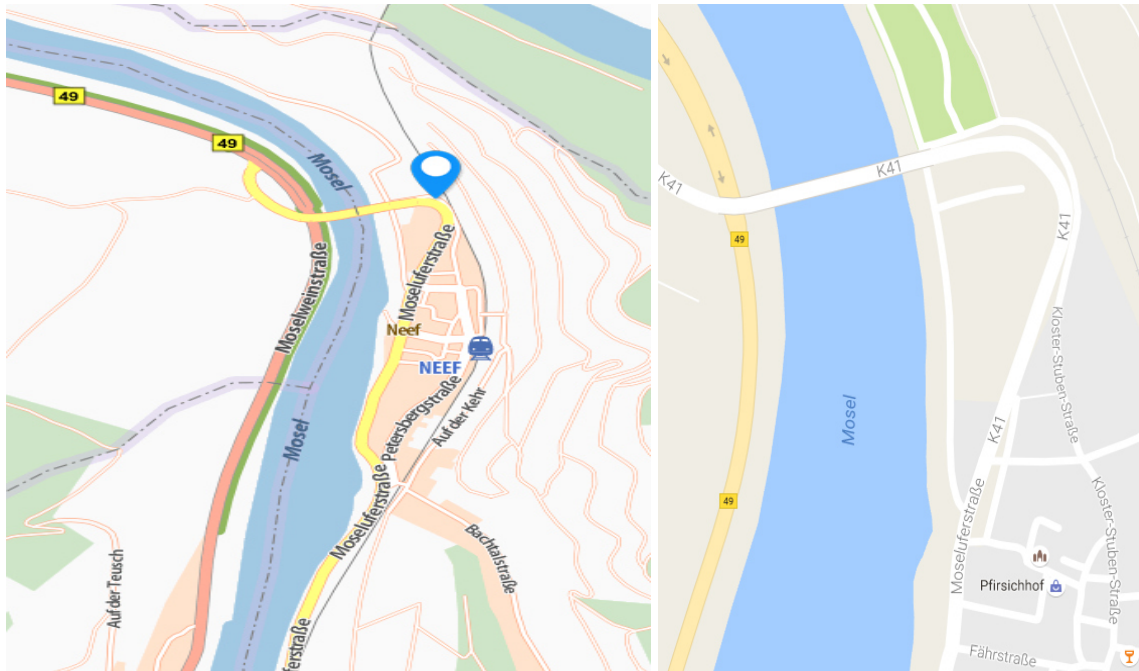 49
49
Mosel
Moseluferstraße
Moselweinstraße
Neef
NEEF
Petersbergstraße
Auf der Kehr
Mosel
Moseluferstraße
Bachtalstraße
Auf der Teusch
uferstraße
K41
K41
K41
49
Mosel
Kloster-Stuben-Straße
K41
49
Kloster-Stuben-Straße
Moseluferstraße
Pfirsichhof
Fährstraße